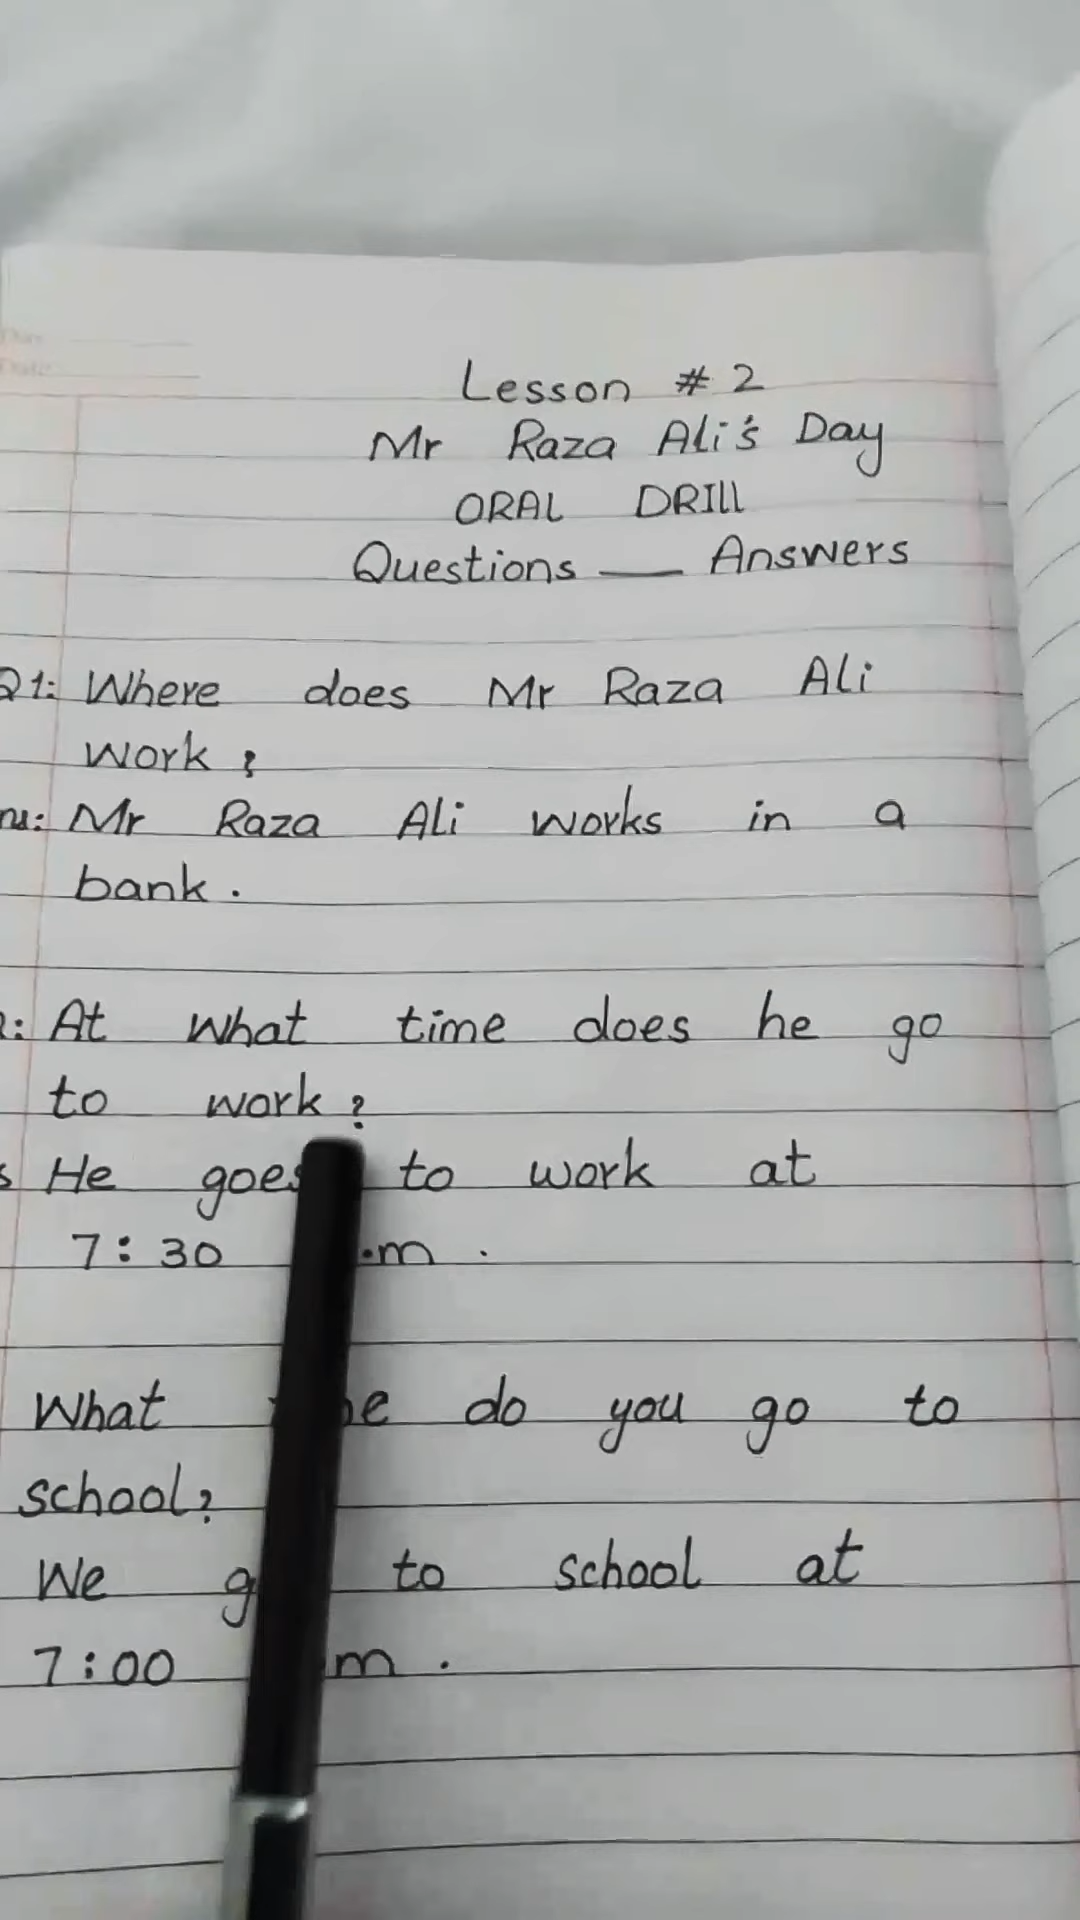 Lesson # 2
Mr Raza Ali's Day
ORAL DRILL
Questions — Answers
Q1: Where does Mr Raza Ali
work?
Mr Raza Ali works in a
bank.
At what time does he go
to work?
He goes to work at
7:30 .m.
What do you go to
school?
We to school at
7:00 m.